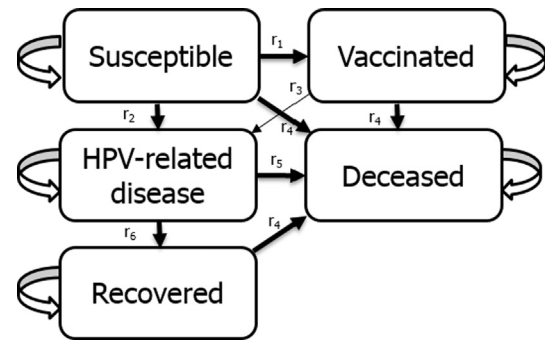 Susceptible
r1
Vaccinated
r2
r3
r4
r4
HPV-related
disease
r5
Deceased
r6
r4
Recovered